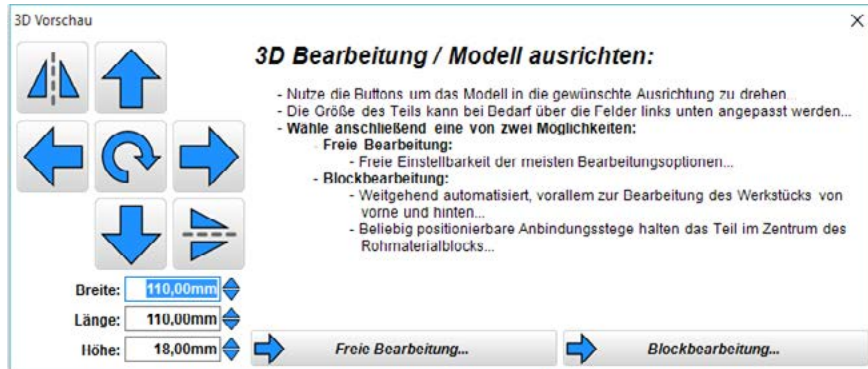 3D Vorschau
3D Bearbeitung / Modell ausrichten:
- Nutze die Buttons um das Modell in die gewünschte Ausrichtung zu drehen...
- Die Größe des Teils kann bei Bedarf über die Felder links unten angepasst werden...
- Wähle anschließend eine von zwei Möglichkeiten:
- Freie Bearbeitung:
- Freie Einstellbarkeit der meisten Bearbeitungsoptionen...
- Blockbearbeitung:
- Weitgehend automatisiert, vorallem zur Bearbeitung des Werkstücks von
vorne und hinten...
- Beliebig positionierbare Anbindungsstege halten das Teil im Zentrum des
Rohmaterialblocks...
Breite: 110,00mm
Länge: 110,00mm
Höhe: 18,00mm
Freie Bearbeitung...
Blockbearbeitung...